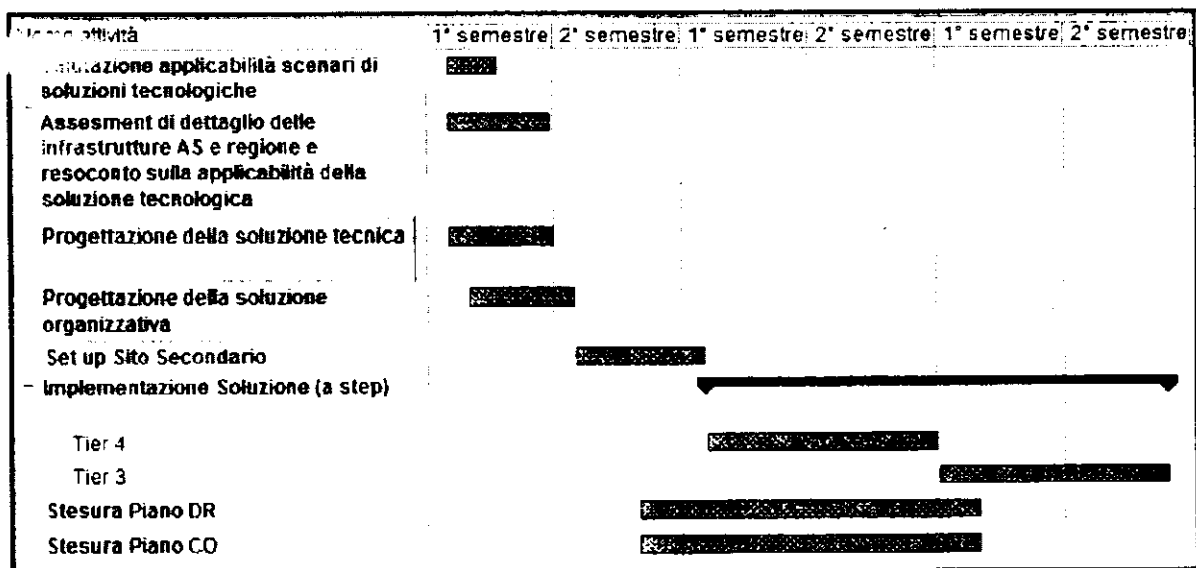 attività 1° semestre 2° semestre 1° semestre 2° semestre 1° semestre 2° semestre
Valutazione applicabilità scenari di
soluzioni tecnologiche
Assesment di dettaglio delle
infrastrutture AS e regione e
resoconto sulla applicabilità della
soluzione tecnologica
Progettazione della soluzione tecnica
Progettazione della soluzione
organizzativa
Set up Sito Secondario
Implementazione Soluzione (a step)
Tier 4
Tier 3
Stesura Piano DR
Stesura Piano CO